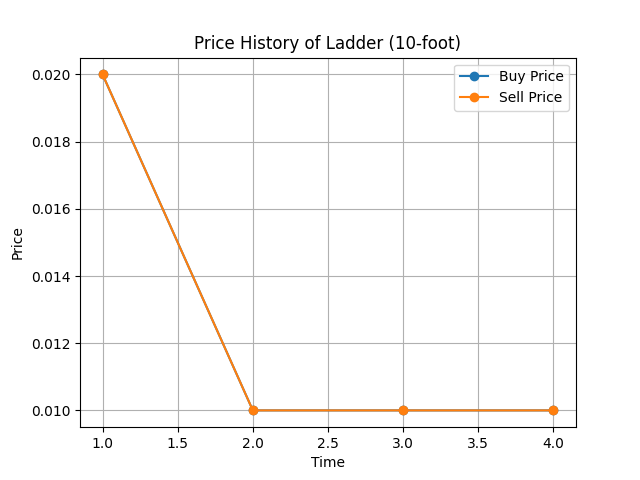 Price History of Ladder (10-foot)
Buy Price
Sell Price
0.020
0.018
0.016
0.014
0.012
0.010
Price
1.0 1.5 2.0 2.5 3.0 3.5 4.0
Time